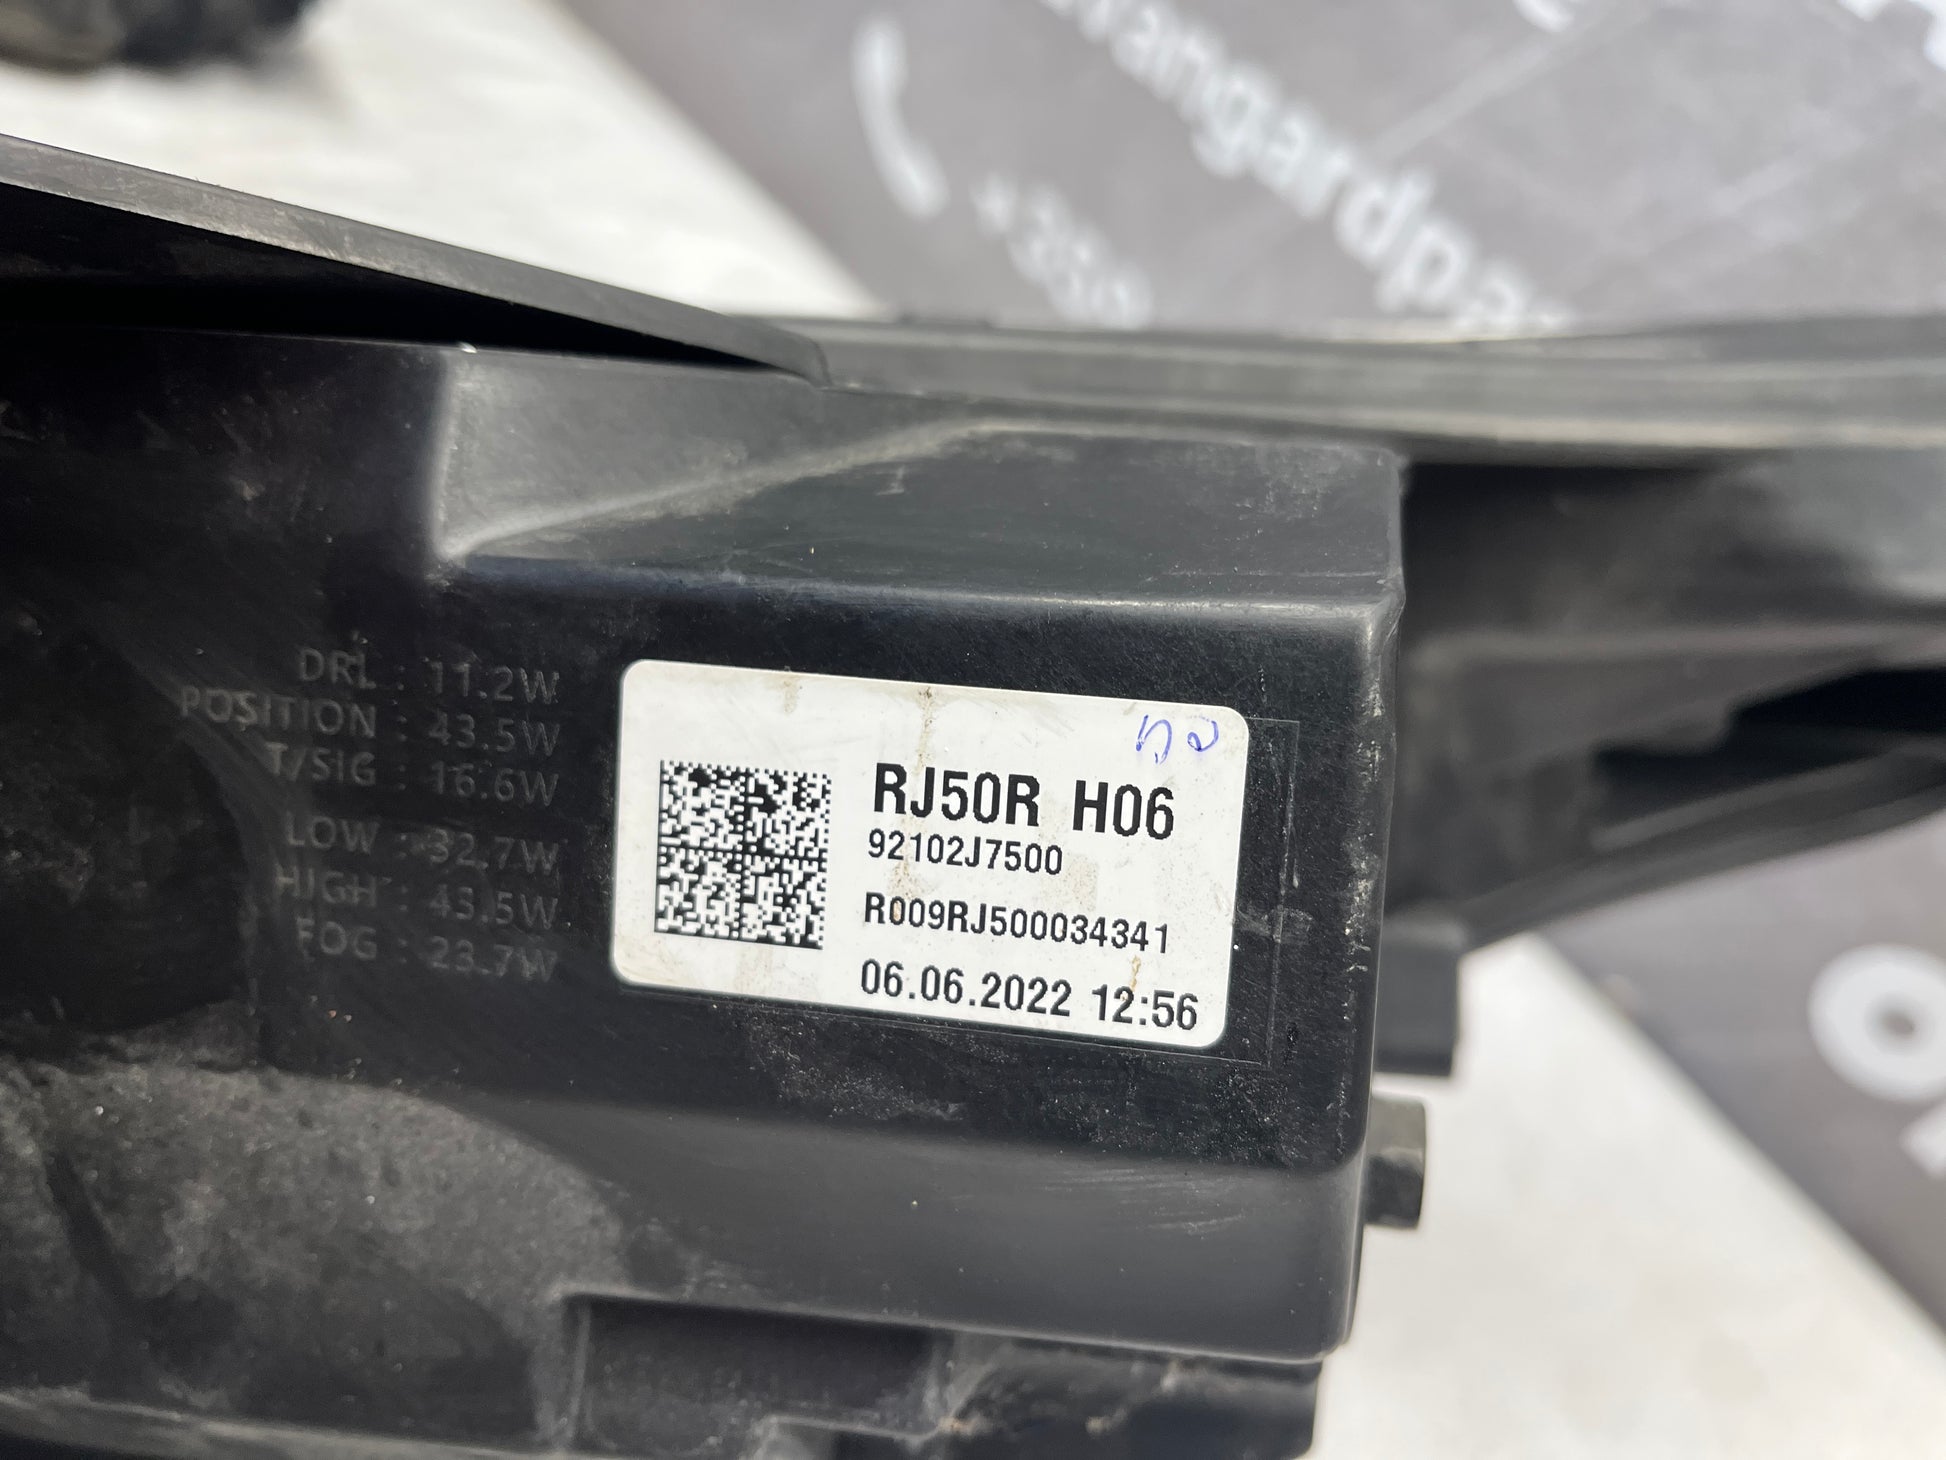 DRL : 11.2W
POSITION : 43.5W
T/SIG : 16.6W
LOW : 32.7W
HIGH : 43.5W
FOG : 23.7W
RJ50R H06
92102J7500
R009RJ500034341
06.06.2022 12:56